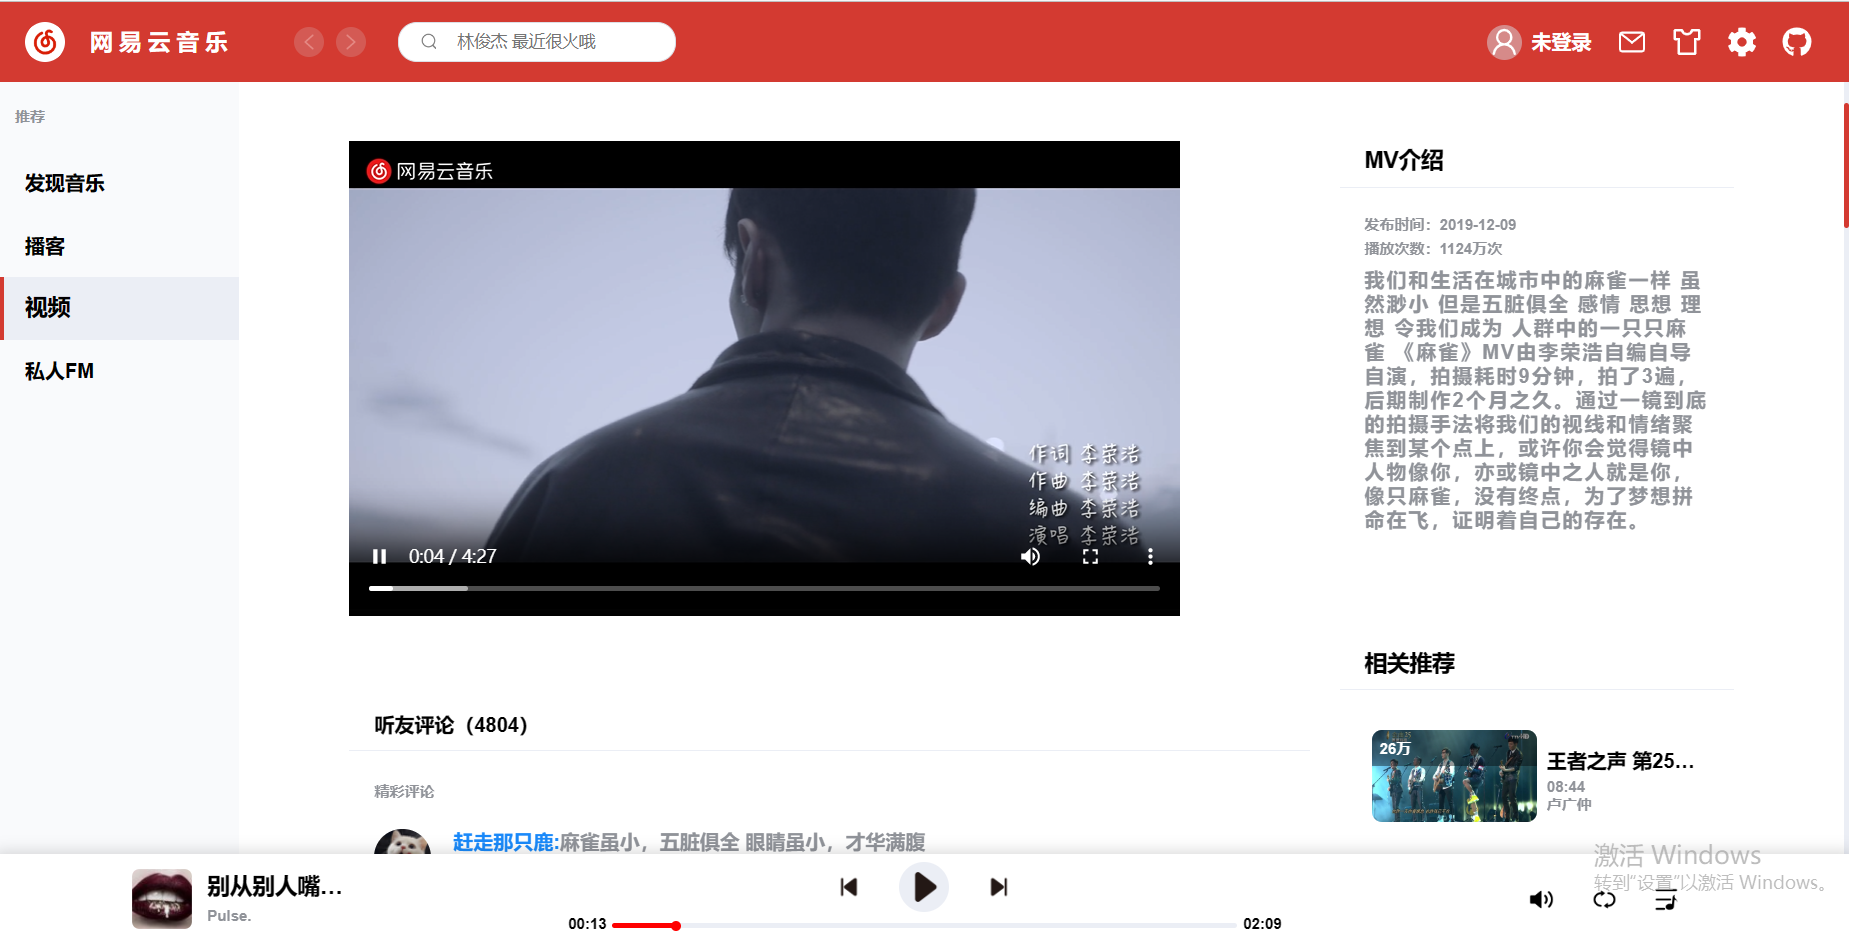 网易云音乐
林俊杰 最近很火哦
未登录
推荐
发现音乐
播客
视频
私人FM
网易云音乐
作词 李荣浩
作曲 李荣浩
编曲 李荣浩
演唱 李荣浩
0:04 / 4:27
MV介绍
发布时间：2019-12-09
播放次数：1124万次
我们和生活在城市中的麻雀一样 虽
然渺小 但是五脏俱全 感情 思想 理
想 令我们成为 人群中的一只只麻
雀 《麻雀》MV由李荣浩自编自导
自演，拍摄耗时9分钟，拍了3遍，
后期制作2个月之久。通过一镜到底
的拍摄手法将我们的视线和情绪聚
焦到某个点上，或许你会觉得镜中
人物像你，亦或镜中之人就是你，
像只麻雀，没有终点，为了梦想拼
命在飞，证明着自己的存在。
相关推荐
26万
王者之声 第25...
08:44
卢广仲
听友评论（4804）
精彩评论
赶走那只鹿:麻雀虽小，五脏俱全 眼睛虽小，才华满腹
别从别人嘴...
Pulse.
00:13
02:09
激活 Windows
转到“设置”以激活 Windows。